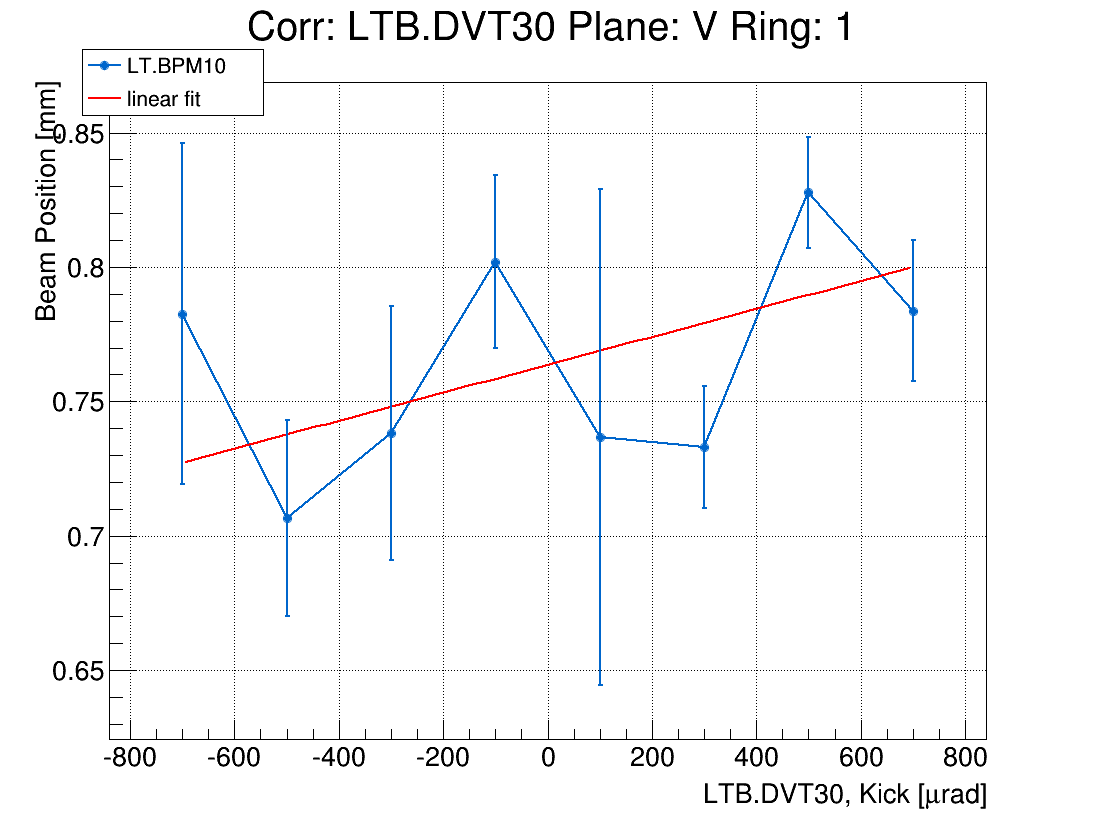 Corr: LTB.DVT30 Plane: V Ring: 1
LT.BPM10
linear fit
Beam Position [mm]
0.85
0.8
0.75
0.7
0.65
-800 -600 -400 -200 0 200 400 600 800
LTB.DVT30, Kick [μrad]